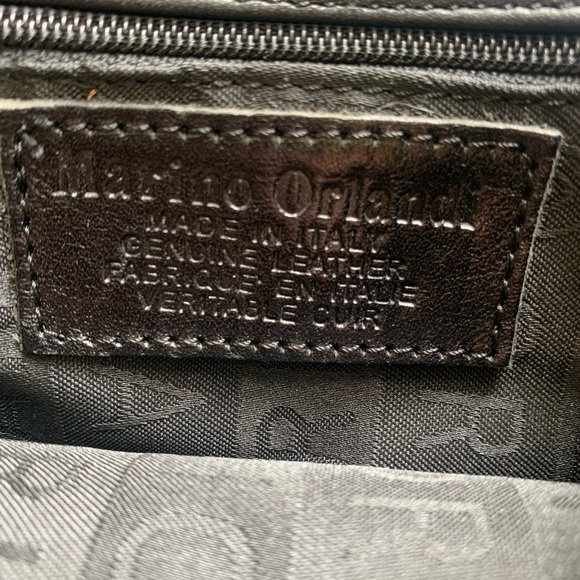 Marino Orlandi
MADE IN ITALY
GENUINE LEATHER
FABRIQUE' EN ITALIE
VERITABLE CUIR